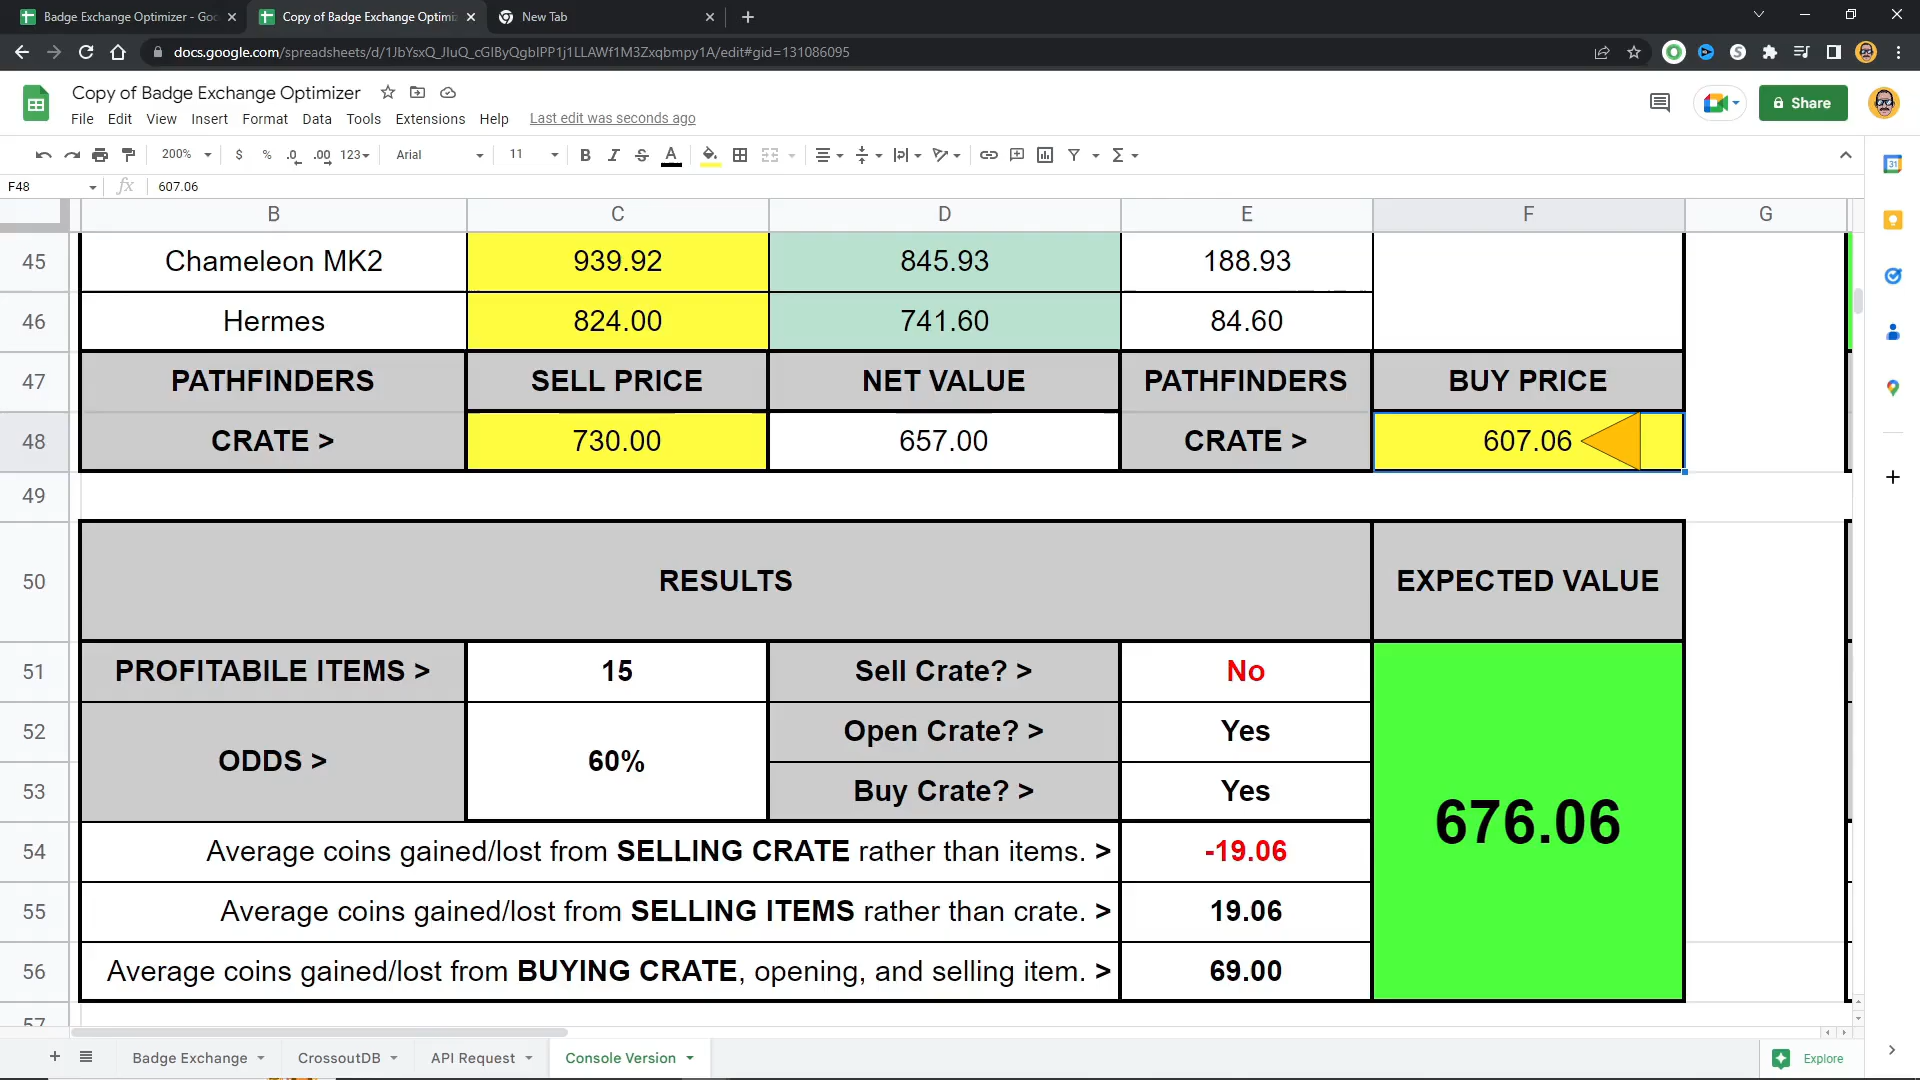 Badge Exchange Optimizer - Goo
Copy of Badge Exchange Optimiz
New Tab
docs.google.com/spreadsheets/d/1JbYsxQ_JIuQ_cGIByQgbIPP1j1LLAWf1M3Zxqbmpy1A/edit#gid=131086095
Copy of Badge Exchange Optimizer
Share
File Edit View Insert Format Data Tools Extensions Help Last edit was seconds ago
200% $ % .0 .00 123 Arial 11 B I S A Σ
F48 fx 607.06
B C D E F G
45 Chameleon MK2 939.92 845.93 188.93
46 Hermes 824.00 741.60 84.60
47 PATHFINDERS SELL PRICE NET VALUE PATHFINDERS BUY PRICE
48 CRATE > 730.00 657.00 CRATE > 607.06
49
50 RESULTS EXPECTED VALUE
51 PROFITABILE ITEMS > 15 Sell Crate? > No
52 Open Crate? > Yes
ODDS > 60%
53 Buy Crate? > Yes
676.06
54 Average coins gained/lost from SELLING CRATE rather than items. > -19.06
55 Average coins gained/lost from SELLING ITEMS rather than crate. > 19.06
56 Average coins gained/lost from BUYING CRATE, opening, and selling item. > 69.00
57
Badge Exchange CrossoutDB API Request Console Version Explore
31